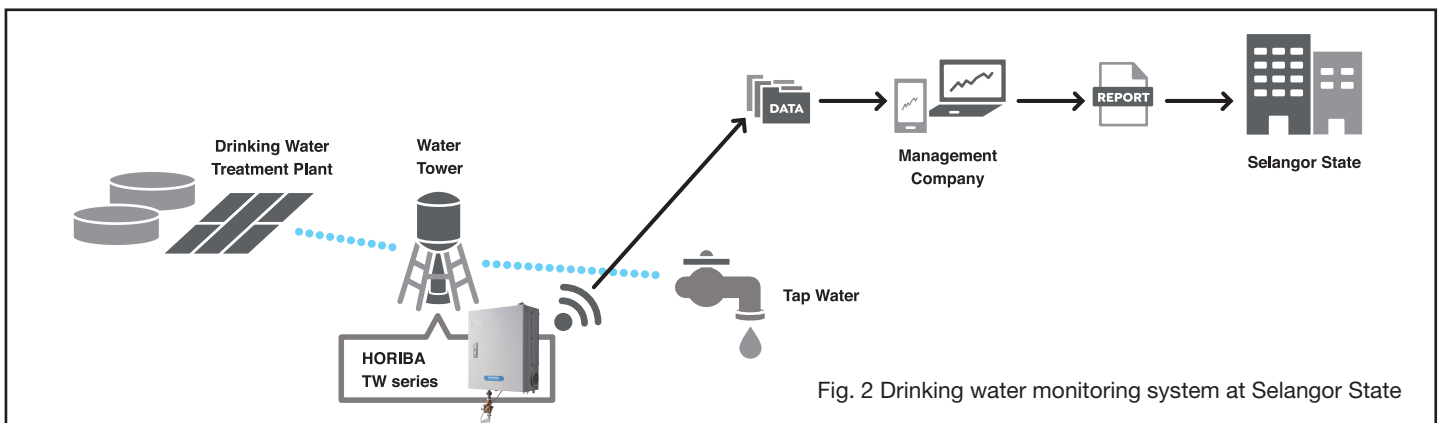 Drinking Water
Treatment Plant
Water
Tower
HORIBA
TW series
Tap Water
DATA
Management
Company
REPORT
Selangor State
Fig. 2 Drinking water monitoring system at Selangor State